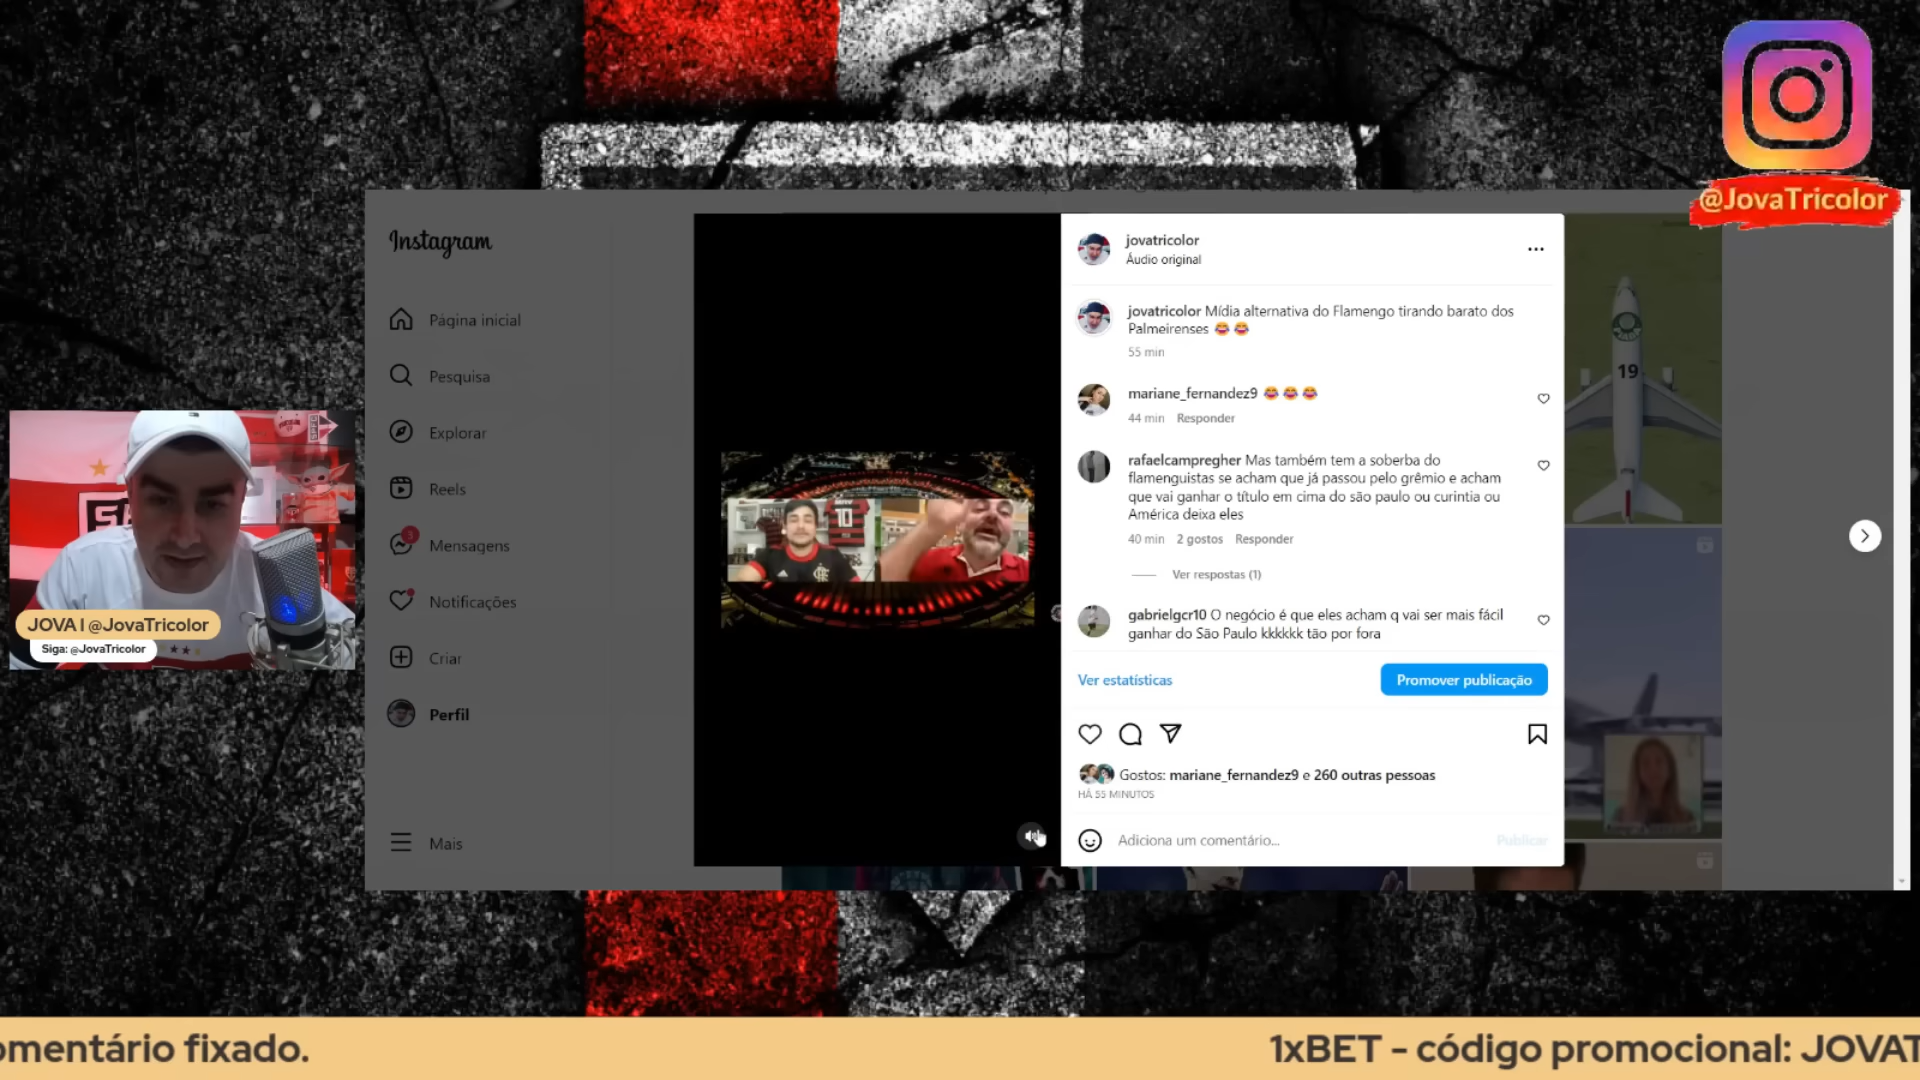 @JovaTricolor
Instagram
Página inicial
Pesquisa
Explorar
Reels
3
Mensagens
Notificações
Criar
Perfil
Mais
JOVA | @JovaTricolor
Siga: @JovaTricolor
10
jovatricolor
Áudio original
jovatricolor Mídia alternativa do Flamengo tirando barato dos
Palmeirenses 😂 😂
55 min
mariane_fernandez9 😂 😂 😂
44 min Responder
rafaelcampregher Mas também tem a soberba do
flamenguistas se acham que já passou pelo grêmio e acham
que vai ganhar o título em cima do são paulo ou curintia ou
América deixa eles
40 min 2 gostos Responder
Ver respostas (1)
gabrielgcr10 O negócio é que eles acham q vai ser mais fácil
ganhar do São Paulo kkkkkk tão por fora
Ver estatísticas
Promover publicação
Gostos: mariane_fernandez9 e 260 outras pessoas
HÁ 55 MINUTOS
Adiciona um comentário...
Publicar
19
omentário fixado.
1xBET - código promocional: JOVAT